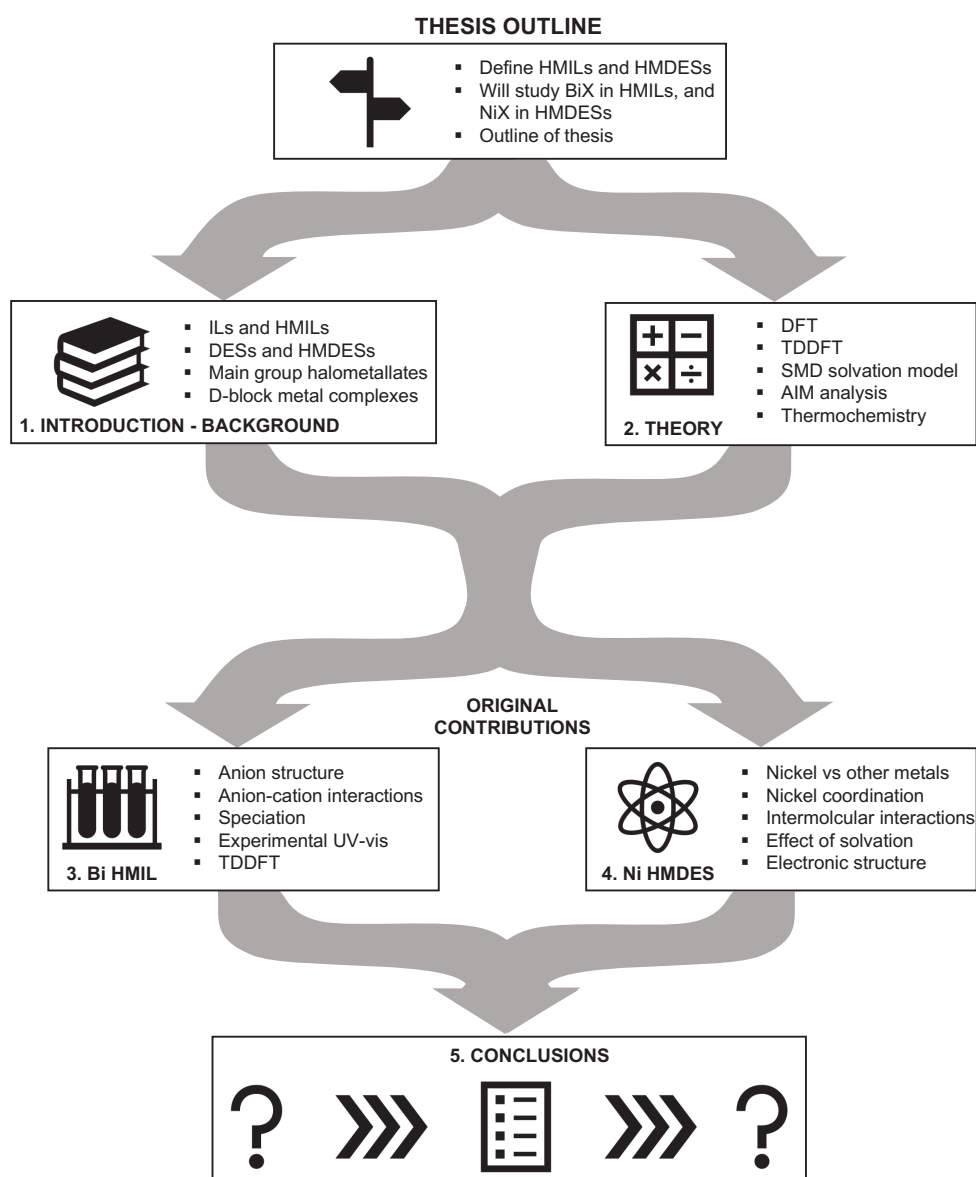 THESIS OUTLINE
▪ Define HMILs and HMDESs
▪ Will study BiX in HMILs, and
NiX in HMDESs
▪ Outline of thesis
▪ ILs and HMILs
▪ DESs and HMDESs
▪ Main group halometallates
▪ D-block metal complexes
1. INTRODUCTION - BACKGROUND
▪ DFT
▪ TDDFT
▪ SMD solvation model
▪ AIM analysis
▪ Thermochemistry
2. THEORY
ORIGINAL
CONTRIBUTIONS
▪ Anion structure
▪ Anion-cation interactions
▪ Speciation
▪ Experimental UV-vis
▪ TDDFT
3. Bi HMIL
▪ Nickel vs other metals
▪ Nickel coordination
▪ Intermolcular interactions
▪ Effect of solvation
▪ Electronic structure
4. Ni HMDES
5. CONCLUSIONS
? ?